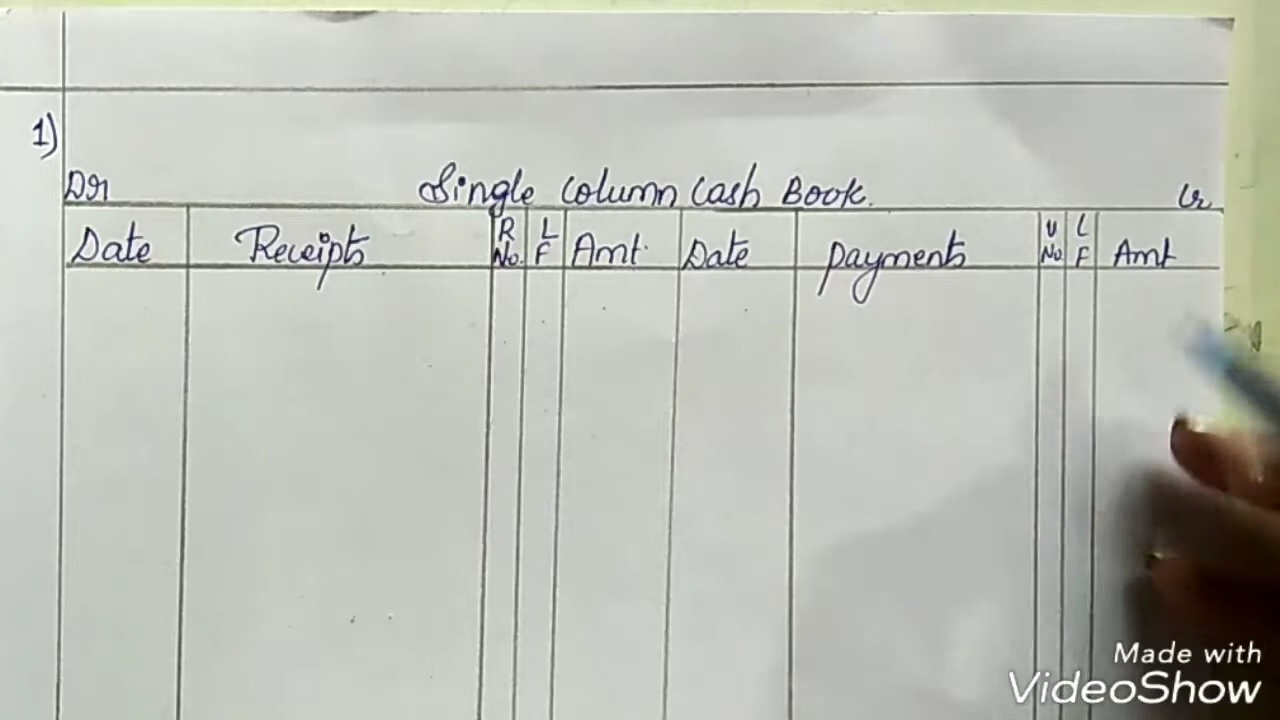 1)
Dr Single Column Cash Book. Cr
Date Receipts R No. L F Amt. Date Payments V No. L F Amt
Made with
VideoShow